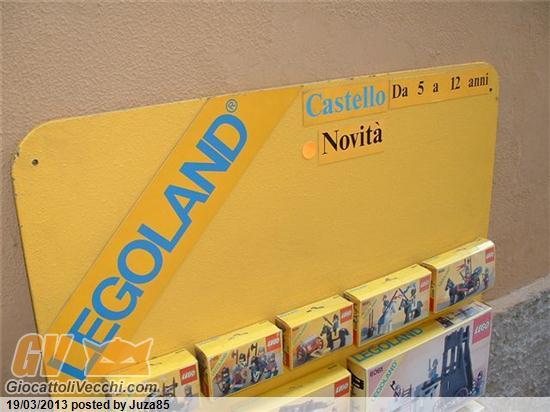 LEGOLAND®
Castello Da 5 a 12 anni
Novità
LEGO
LEGO
LEGO
LEGO
LEGO
LEGO
LEGOLAND
GV
GiocattoliVecchi.com
19/03/2013 posted by Juza85